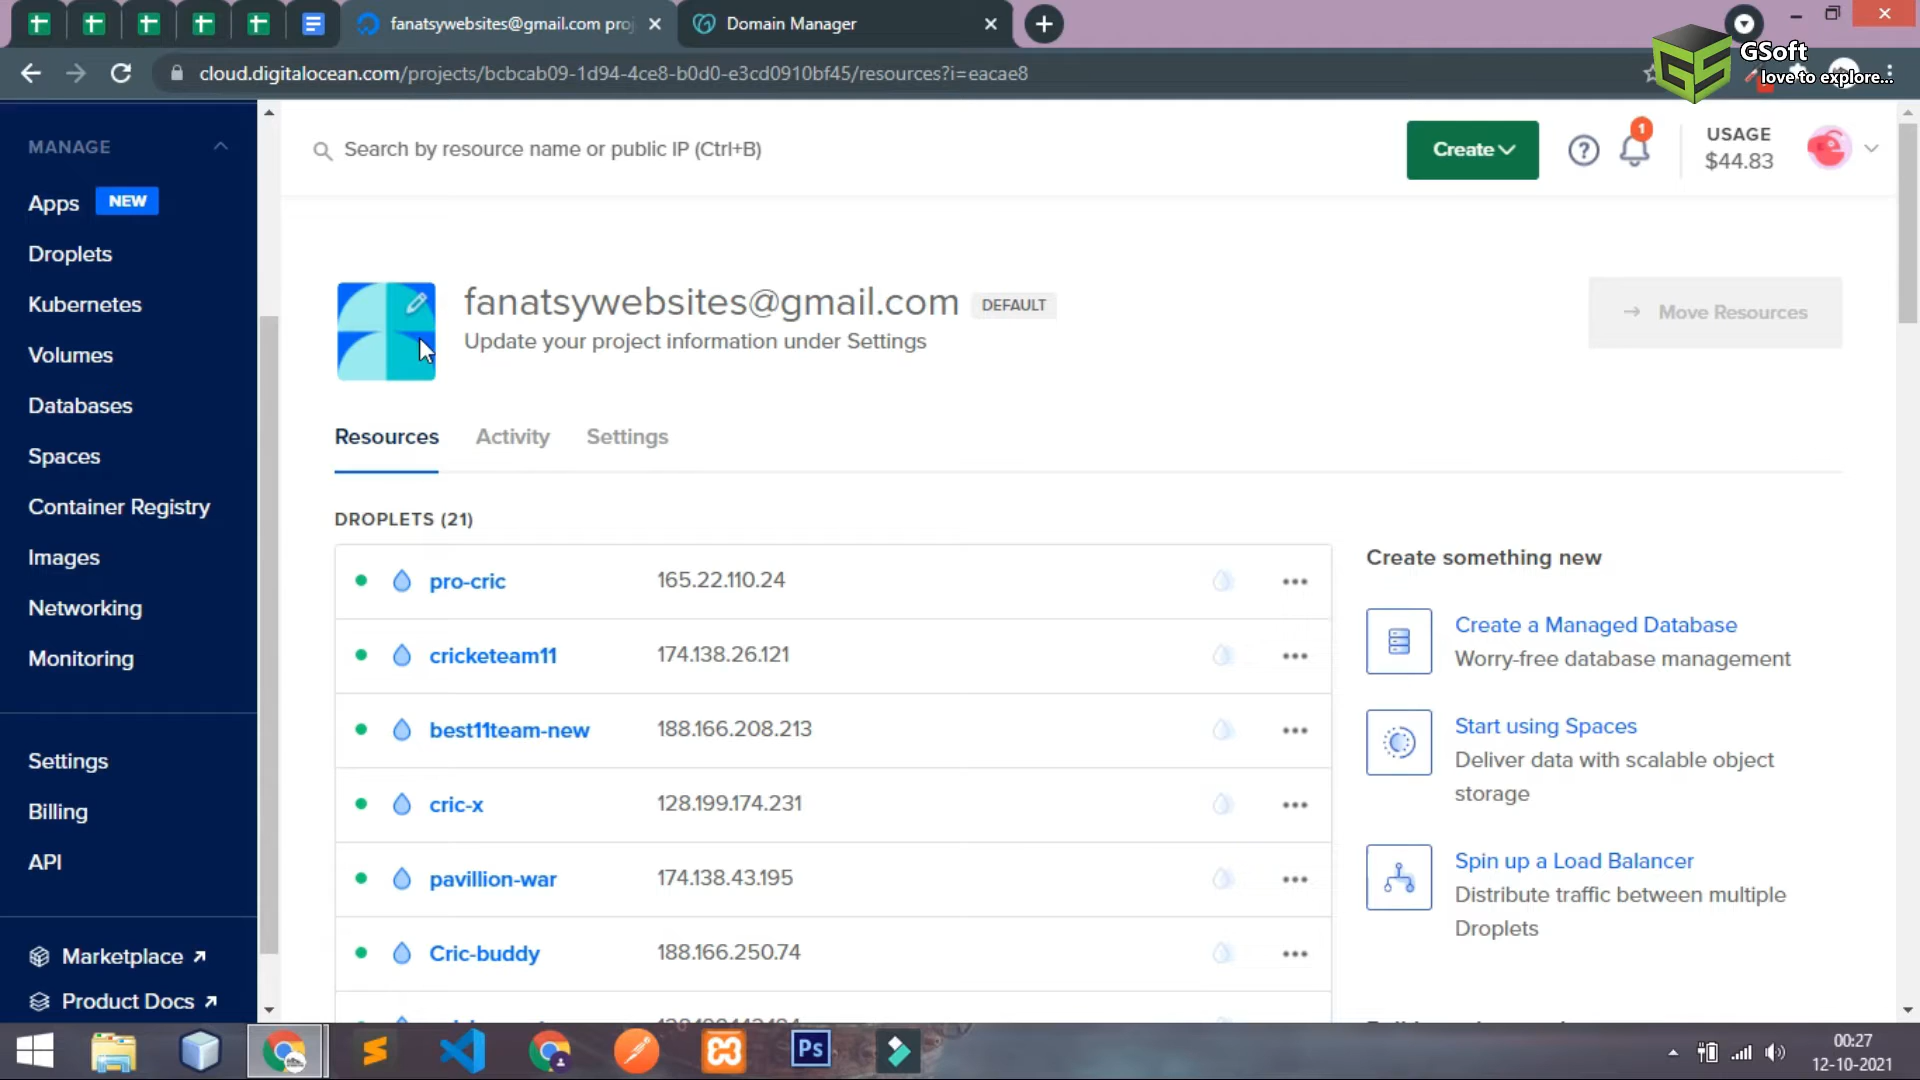 fanatsywebsites@gmail.com pro
Domain Manager
cloud.digitalocean.com/projects/bcbcab09-1d94-4ce8-b0d0-e3cd0910bf45/resources?i=eacae8
GSoft
love to explore...
MANAGE
Apps NEW
Droplets
Kubernetes
Volumes
Databases
Spaces
Container Registry
Images
Networking
Monitoring
Settings
Billing
API
Marketplace
Product Docs
Search by resource name or public IP (Ctrl+B)
Create
?
1
USAGE
$44.83
fanatsywebsites@gmail.com DEFAULT
Update your project information under Settings
Move Resources
Resources Activity Settings
DROPLETS (21)
pro-cric 165.22.110.24
cricketeam11 174.138.26.121
best11team-new 188.166.208.213
cric-x 128.199.174.231
pavillion-war 174.138.43.195
Cric-buddy 188.166.250.74
Create something new
Create a Managed Database
Worry-free database management
Start using Spaces
Deliver data with scalable object
storage
Spin up a Load Balancer
Distribute traffic between multiple
Droplets
Ps
00:27
12-10-2021